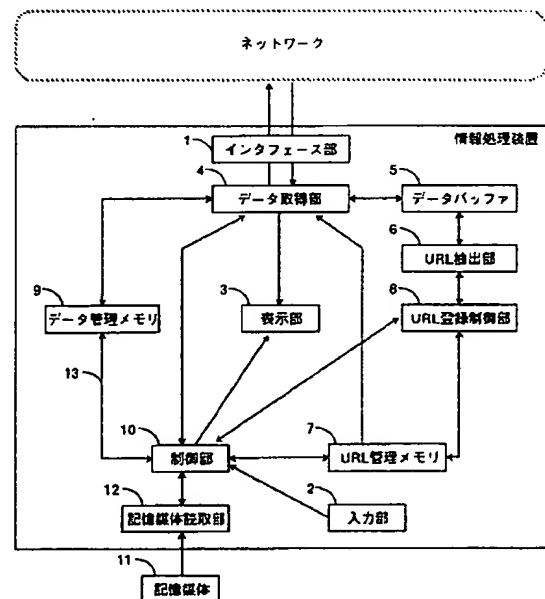 ネットワーク
情報処理装置
1
インタフェース部
4
データ取得部
5
データバッファ
6
URL抽出部
9
データ管理メモリ
3
表示部
8
URL登録制御部
13
10
制御部
7
URL管理メモリ
12
記憶媒体読取部
2
入力部
11
記憶媒体